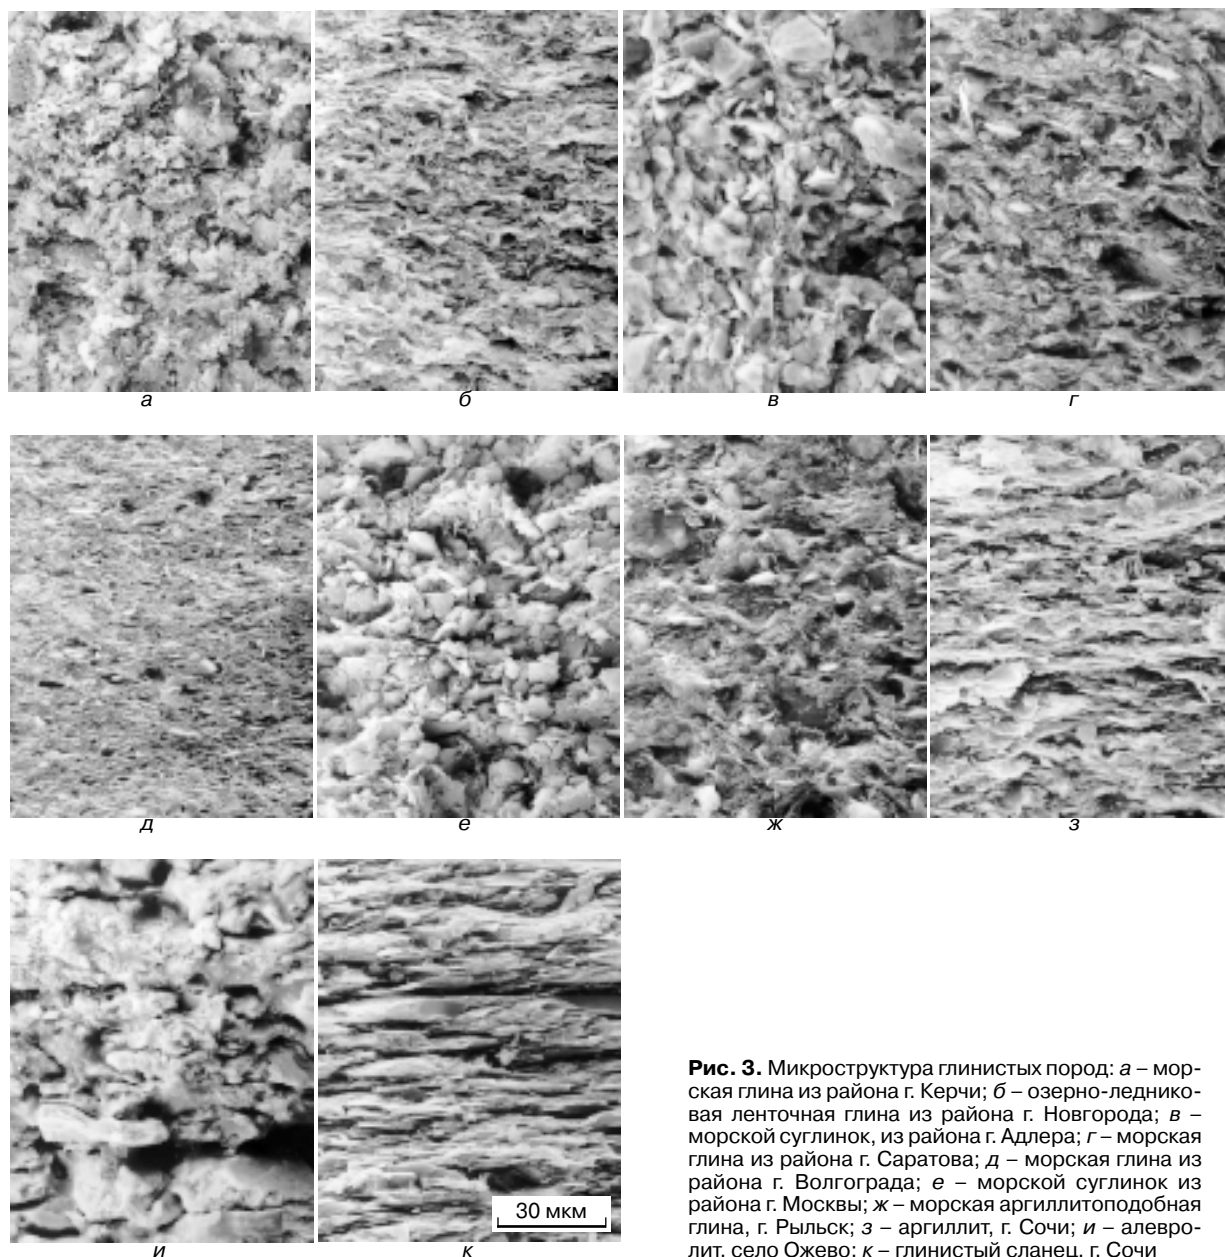 а
б
в
г
д
е
ж
з
и
к
30 мкм
Рис. 3. Микроструктура глинистых пород: а – мор-
ская глина из района г. Керчи; б – озерно-леднико-
вая ленточная глина из района г. Новгорода; в –
морской суглинок, из района г. Адлера; г – морская
глина из района г. Саратова; д – морская глина из
района г. Волгограда; е – морской суглинок из
района г. Москвы; ж – морская аргиллитоподобная
глина, г. Рыльск; з – аргиллит, г. Сочи; и – алевро-
лит, село Ожево; к – глинистый сланец, г. Сочи